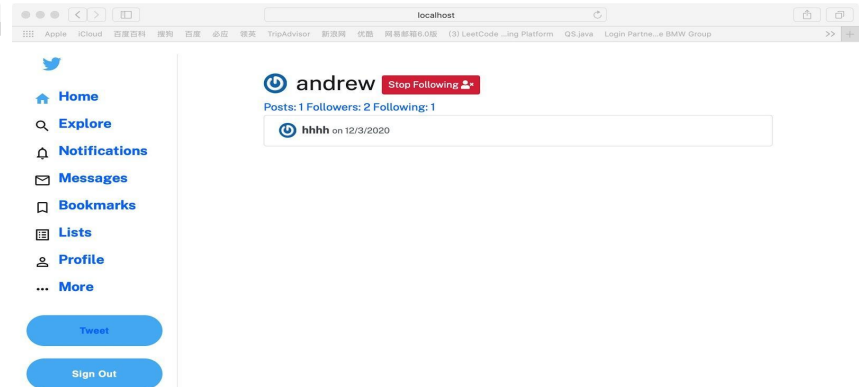 localhost
Apple iCloud 百度百科 搜狗 百度 必应 领英 TripAdvisor 新浪网 优酷 网易邮箱6.0版 (3) LeetCode ...ing Platform QS.java Login Partne...e BMW Group >> +
Home
Explore
Notifications
Messages
Bookmarks
Lists
Profile
More
Tweet
Sign Out
andrew Stop Following
Posts: 1 Followers: 2 Following: 1
hhhh on 12/3/2020